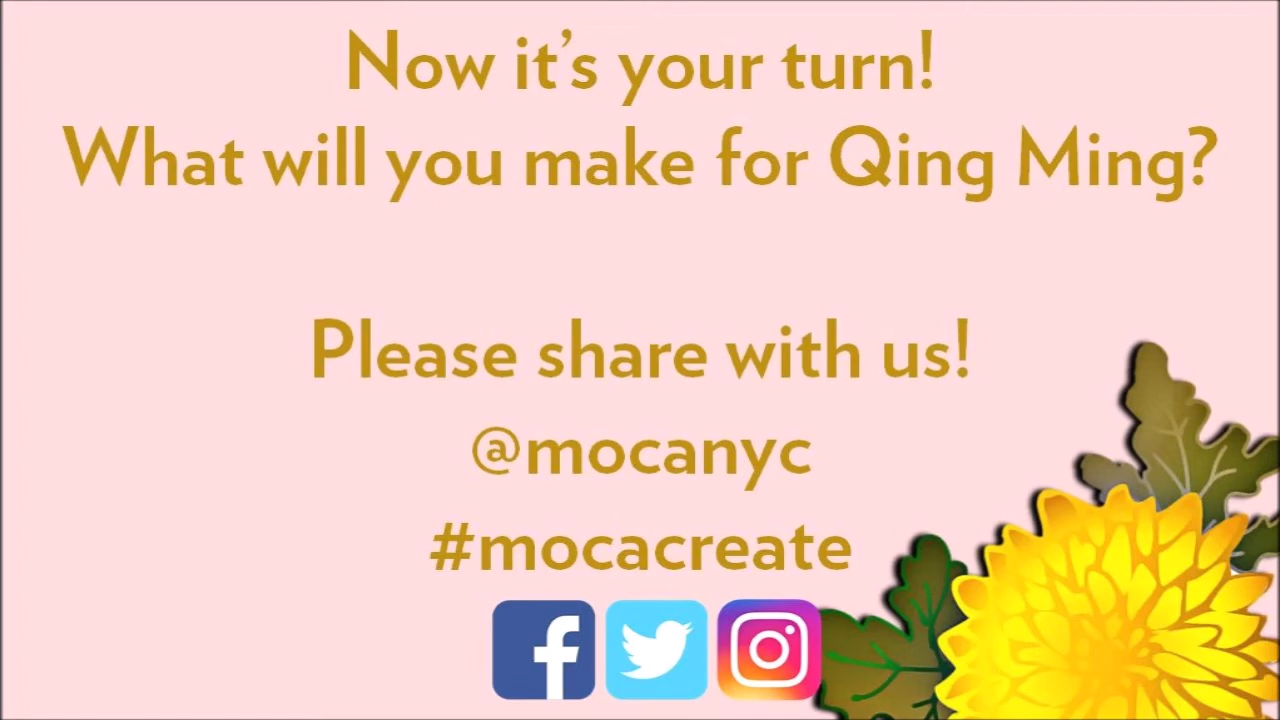 Now it’s your turn!
What will you make for Qing Ming?
Please share with us!
@mocanyc
#mocacreate